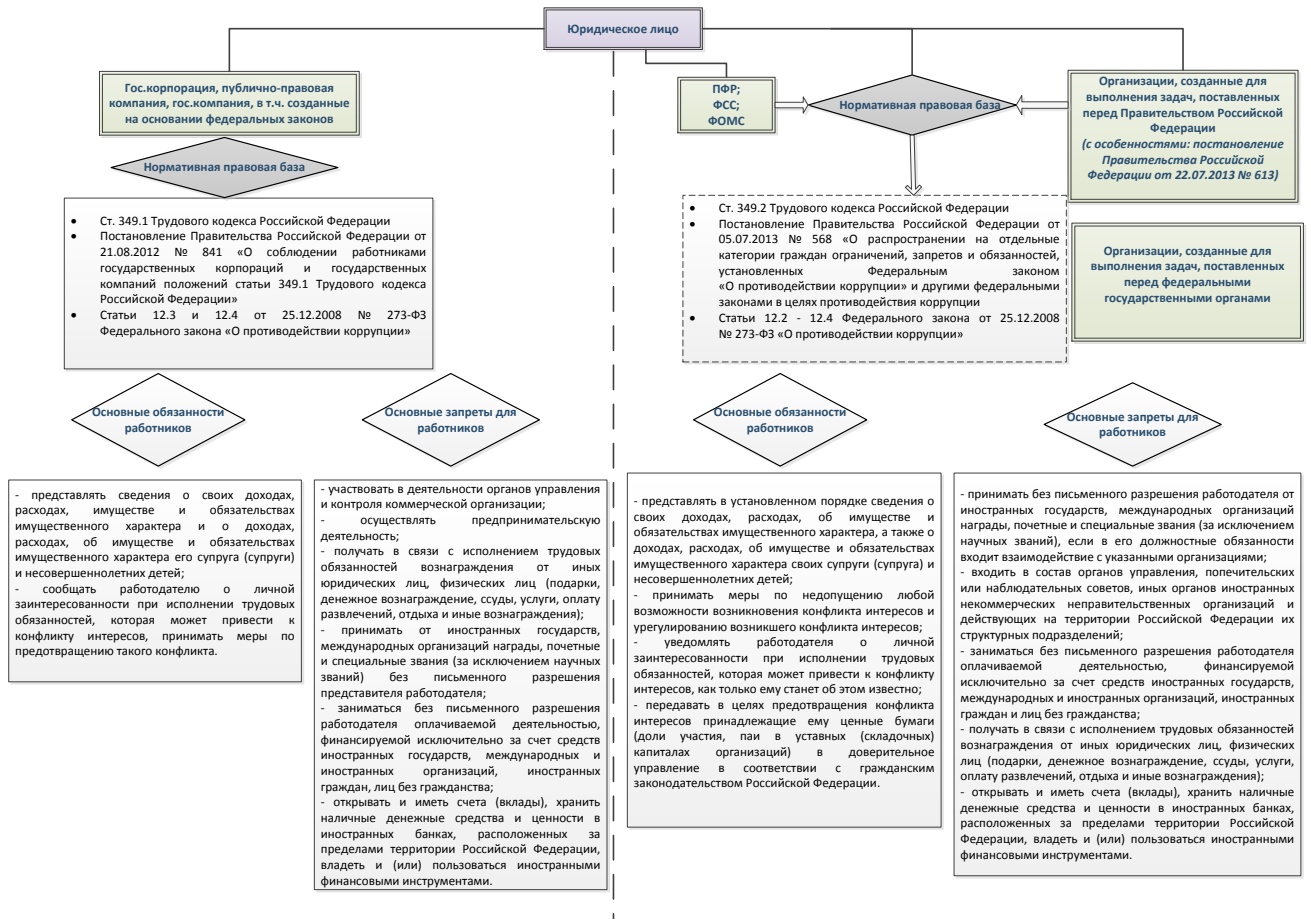 Юридическое лицо
Гос.корпорация, публично-правовая
компания, гос.компания, в т.ч. созданные
на основании федеральных законов
Нормативная правовая база
• Ст. 349.1 Трудового кодекса Российской Федерации
• Постановление Правительства Российской Федерации от
21.08.2012 № 841 «О соблюдении работниками
государственных корпораций и государственных
компаний положений статьи 349.1 Трудового кодекса
Российской Федерации»
• Статьи 12.3 и 12.4 от 25.12.2008 № 273-ФЗ
Федерального закона «О противодействии коррупции»
Основные обязанности
работников
- представлять сведения о своих доходах,
расходах, имуществе и обязательствах
имущественного характера и о доходах,
расходах, об имуществе и обязательствах
имущественного характера его супруга (супруги)
и несовершеннолетних детей;
- сообщать работодателю о личной
заинтересованности при исполнении трудовых
обязанностей, которая может привести к
конфликту интересов, принимать меры по
предотвращению такого конфликта.
Основные запреты для
работников
- участвовать в деятельности органов управления
и контроля коммерческой организации;
- осуществлять предпринимательскую
деятельность;
- получать в связи с исполнением трудовых
обязанностей вознаграждения от иных
юридических лиц, физических лиц (подарки,
денежное вознаграждение, ссуды, услуги, оплату
развлечений, отдыха и иные вознаграждения);
- принимать от иностранных государств,
международных организаций награды, почетные
и специальные звания (за исключением научных
званий) без письменного разрешения
представителя работодателя;
- заниматься без письменного разрешения
работодателя оплачиваемой деятельностью,
финансируемой исключительно за счет средств
иностранных государств, международных и
иностранных организаций, иностранных
граждан, лиц без гражданства;
- открывать и иметь счета (вклады), хранить
наличные денежные средства и ценности в
иностранных банках, расположенных за
пределами территории Российской Федерации,
владеть и (или) пользоваться иностранными
финансовыми инструментами.
ПФР;
ФСС;
ФОМС
Нормативная правовая база
Организации, созданные для
выполнения задач, поставленных
перед Правительством Российской
Федерации
(с особенностями: постановление
Правительства Российской
Федерации от 22.07.2013 № 613)
• Ст. 349.2 Трудового кодекса Российской Федерации
• Постановление Правительства Российской Федерации от
05.07.2013 № 568 «О распространении на отдельные
категории граждан ограничений, запретов и обязанностей,
установленных Федеральным законом
«О противодействии коррупции» и другими федеральными
законами в целях противодействия коррупции
• Статьи 12.2 - 12.4 Федерального закона от 25.12.2008
№ 273-ФЗ «О противодействии коррупции»
Организации, созданные для
выполнения задач, поставленных
перед федеральными
государственными органами
Основные обязанности
работников
- представлять в установленном порядке сведения о
своих доходах, расходах, об имуществе и
обязательствах имущественного характера, а также о
доходах, расходах, об имуществе и обязательствах
имущественного характера своих супруги (супруга) и
несовершеннолетних детей;
- принимать меры по недопущению любой
возможности возникновения конфликта интересов и
урегулированию возникшего конфликта интересов;
- уведомлять работодателя о личной
заинтересованности при исполнении трудовых
обязанностей, которая может привести к конфликту
интересов, как только ему станет об этом известно;
- передавать в целях предотвращения конфликта
интересов принадлежащие ему ценные бумаги
(доли участия, паи в уставных (складочных)
капиталах организаций) в доверительное
управление в соответствии с гражданским
законодательством Российской Федерации.
Основные запреты для
работников
- принимать без письменного разрешения работодателя от
иностранных государств, международных организаций
награды, почетные и специальные звания (за исключением
научных званий), если в его должностные обязанности
входит взаимодействие с указанными организациями;
- входить в состав органов управления, попечительских
или наблюдательных советов, иных органов иностранных
некоммерческих неправительственных организаций и
действующих на территории Российской Федерации их
структурных подразделений;
- заниматься без письменного разрешения работодателя
оплачиваемой деятельностью, финансируемой
исключительно за счет средств иностранных государств,
международных и иностранных организаций, иностранных
граждан и лиц без гражданства;
- получать в связи с исполнением трудовых обязанностей
вознаграждения от иных юридических лиц, физических
лиц (подарки, денежное вознаграждение, ссуды, услуги,
оплату развлечений, отдыха и иные вознаграждения);
- открывать и иметь счета (вклады), хранить наличные
денежные средства и ценности в иностранных банках,
расположенных за пределами территории Российской
Федерации, владеть и (или) пользоваться иностранными
финансовыми инструментами.